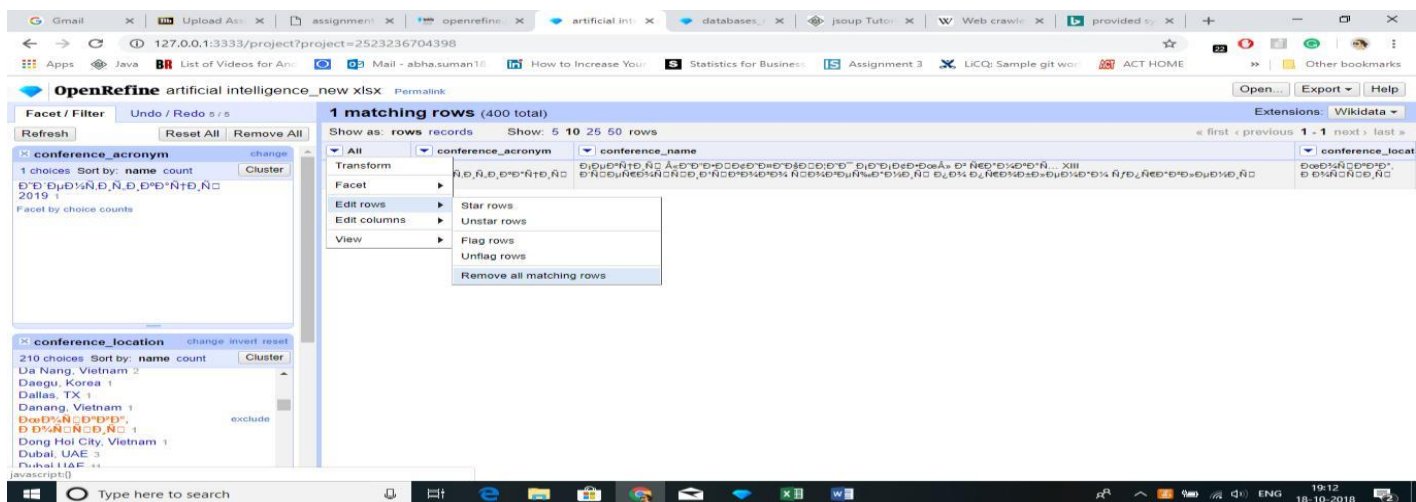 Gmail
Upload Ass
assignment
openrefine
artificial int
databases
jsoup Tutor
Web crawle
provided sy
127.0.0.1:3333/project?project=2523236704398
22
Apps
Java
BR List of Videos for And
Mail - abha.suman18
How to Increase Your
S Statistics for Business
IS Assignment 3
LiCQ: Sample git wor
ACT HOME
»
Other bookmarks
OpenRefine artificial intelligence_new xlsx Permalink
Open...
Export
Help
Facet / Filter
Undo / Redo 5 / 5
1 matching rows (400 total)
Extensions: Wikidata
Refresh
Reset All
Remove All
Show as: rows records
Show: 5 10 25 50 rows
« first ‹ previous 1 - 1 next › last »
conference_acronym
change
1 choices Sort by: name count
Cluster
2019 1
Facet by choice counts
All
conference_acronym
conference_name
conference_locat
XIII
Transform
Facet
Edit rows
Edit columns
View
Star rows
Unstar rows
Flag rows
Unflag rows
Remove all matching rows
conference_location
change invert reset
210 choices Sort by: name count
Cluster
Da Nang, Vietnam 2
Daegu, Korea 1
Dallas, TX 1
Danang, Vietnam 1
exclude
Dong Hoi City, Vietnam 1
Dubai, UAE 3
Dubai UAE 11
javascript:{}
Type here to search
ENG
19:12
18-10-2018
2